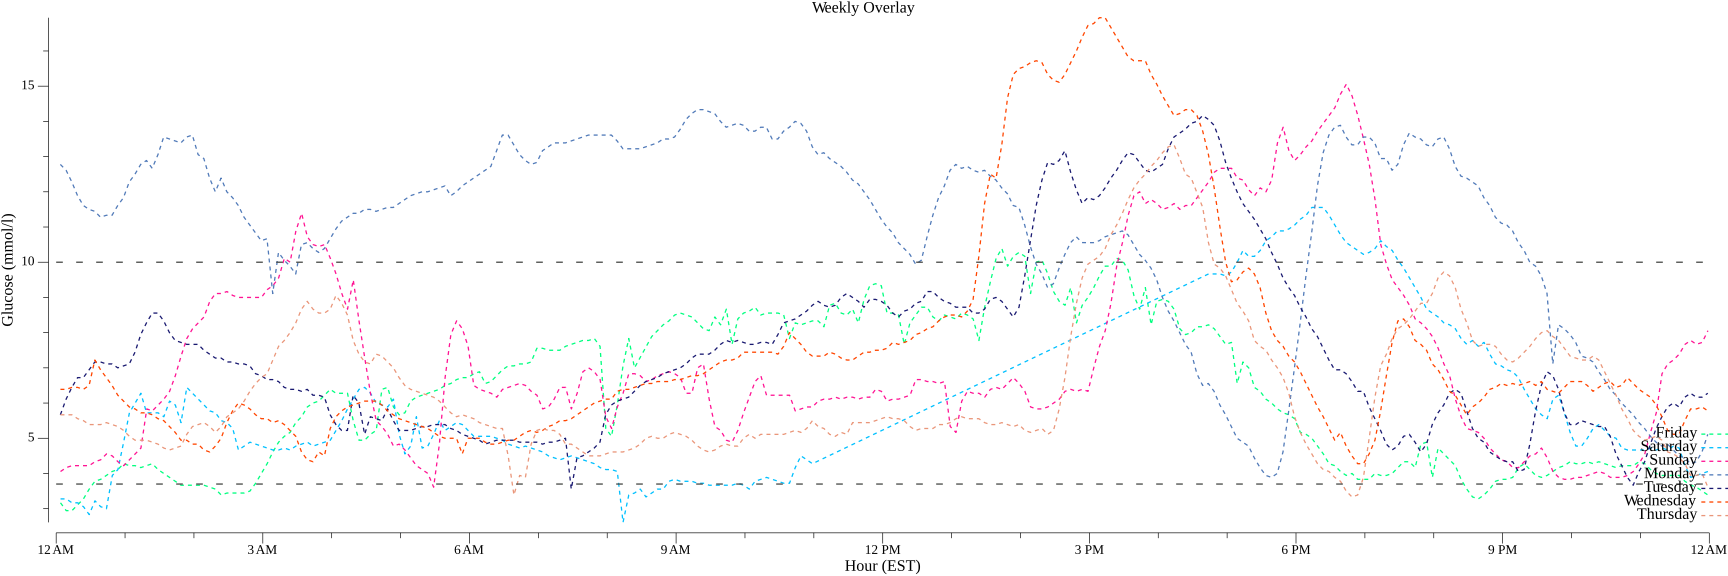 Weekly Overlay
15
10
5
Glucose (mmol/l)
Friday
Saturday
Sunday
Monday
Tuesday
Wednesday
Thursday
12 AM
3 AM
6 AM
9 AM
12 PM
3 PM
6 PM
9 PM
12 AM
Hour (EST)